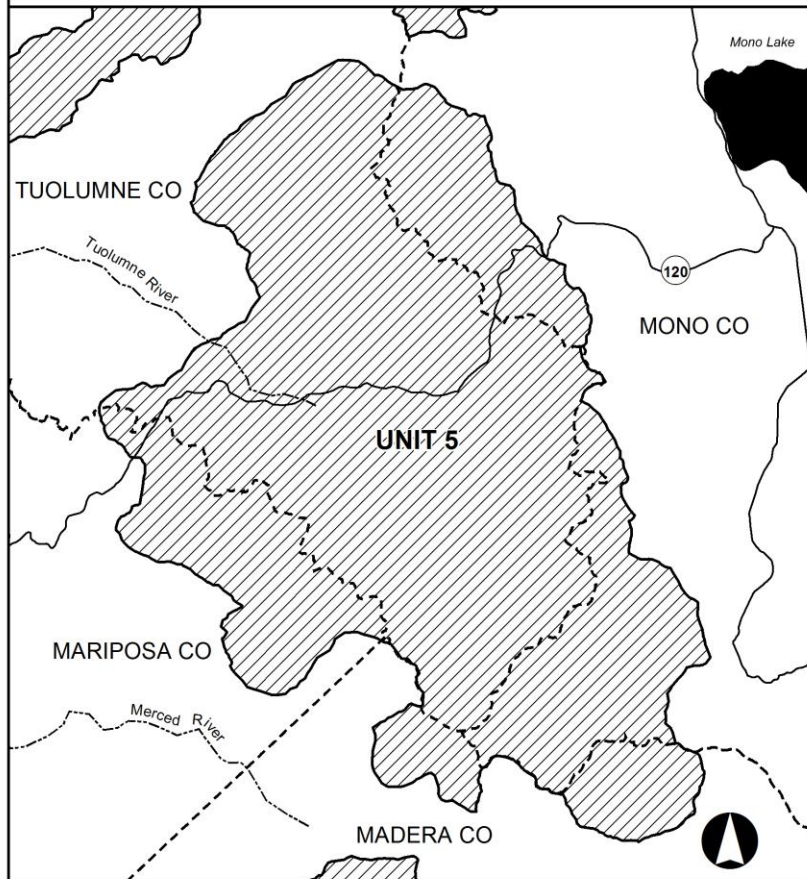 Mono Lake
TUOLUMNE CO
Tuolumne River
120
MONO CO
UNIT 5
MARIPOSA CO
Merced River
MADERA CO